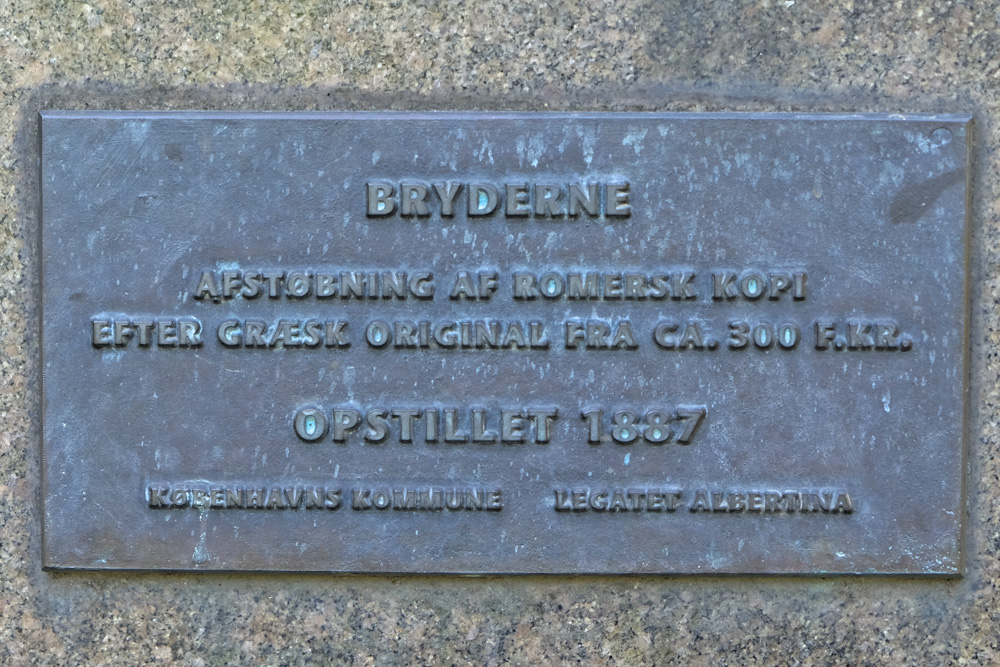 BRYDERNE
AFSTØBNING AF ROMERSK KOPI
EFTER GRÆSK ORIGINAL FRA CA. 300 F.KR.
OPSTILLET 1887
KØBENHAVNS KOMMUNE LEGATET ALBERTINA